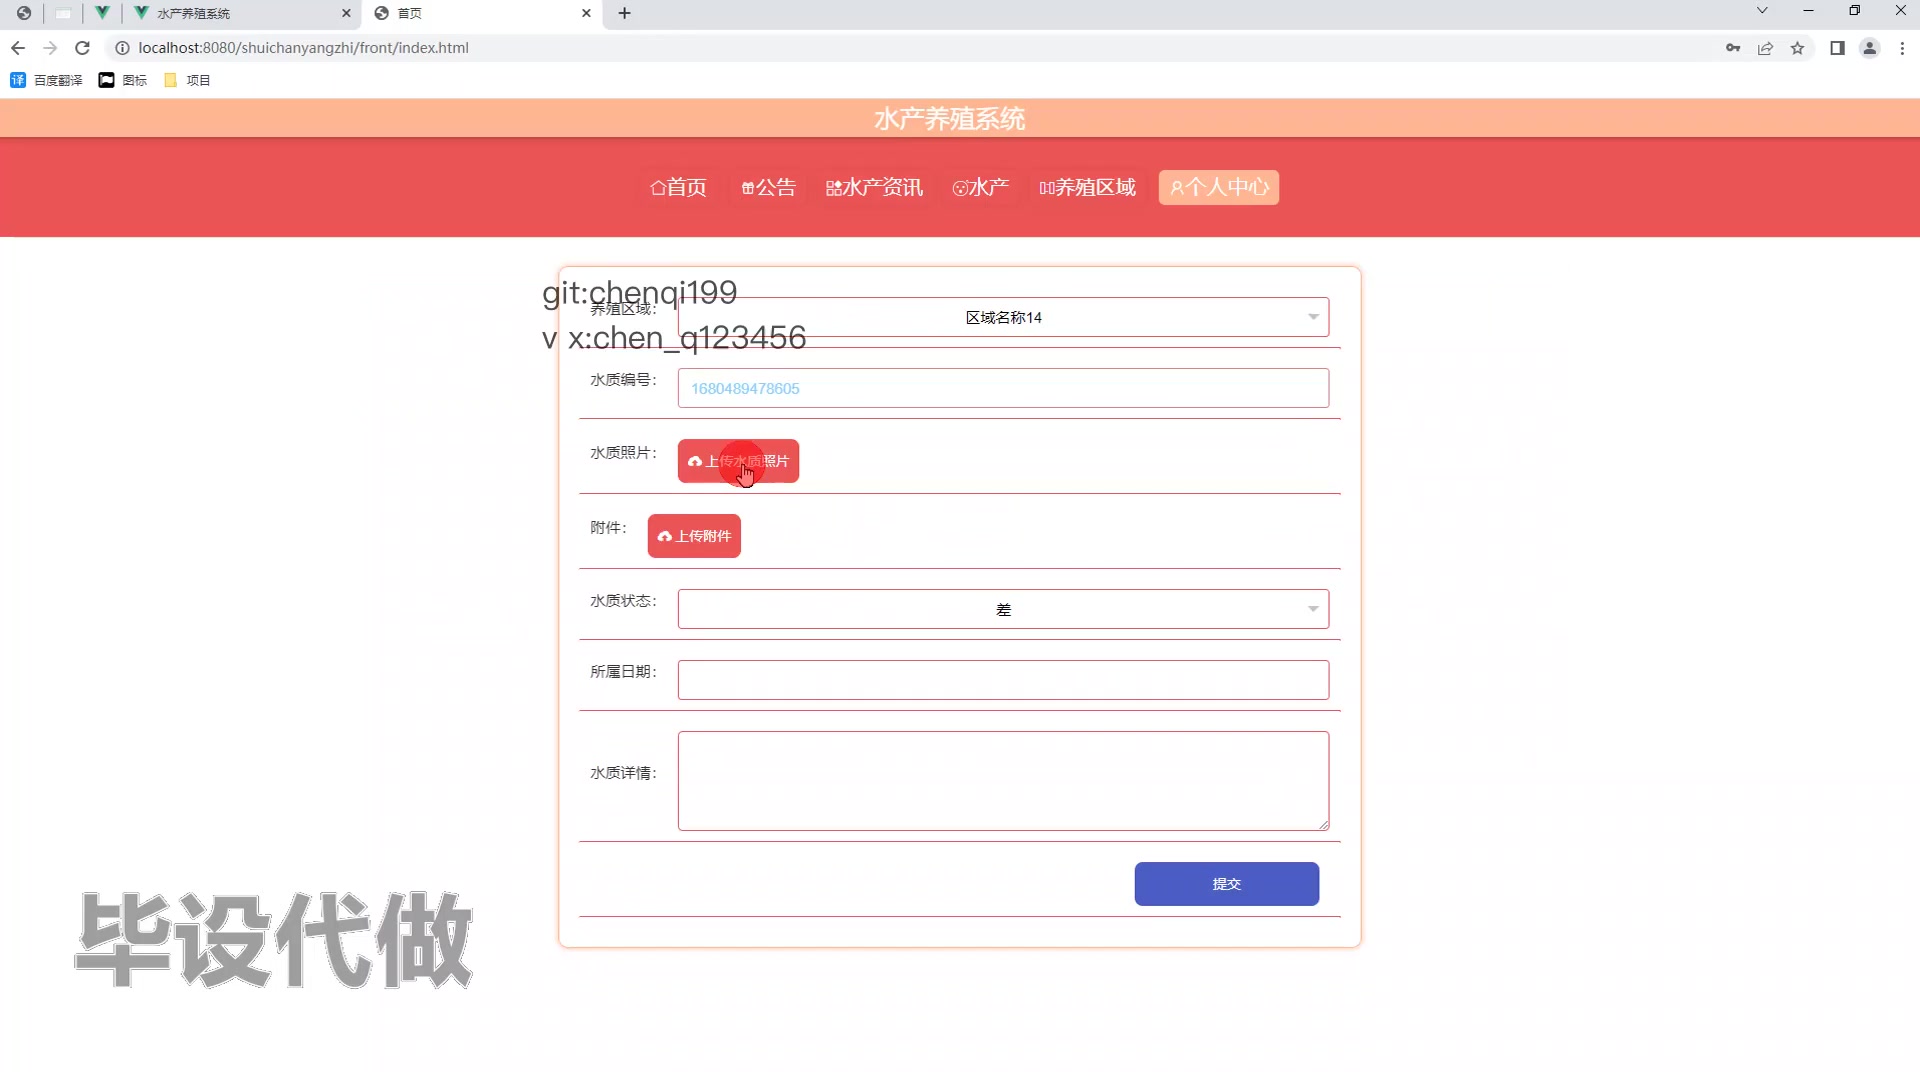 水产养殖系统
首页
localhost:8080/shuichanyangzhi/front/index.html
译 百度翻译 图标 项目
水产养殖系统
首页 公告 水产资讯 水产 养殖区域 个人中心
git:chenqi199
养殖区域： 区域名称14
v x:chen_q123456
水质编号： 1680489478605
水质照片： 上传水质照片
附件： 上传附件
水质状态： 差
所属日期：
水质详情：
提交
毕设代做